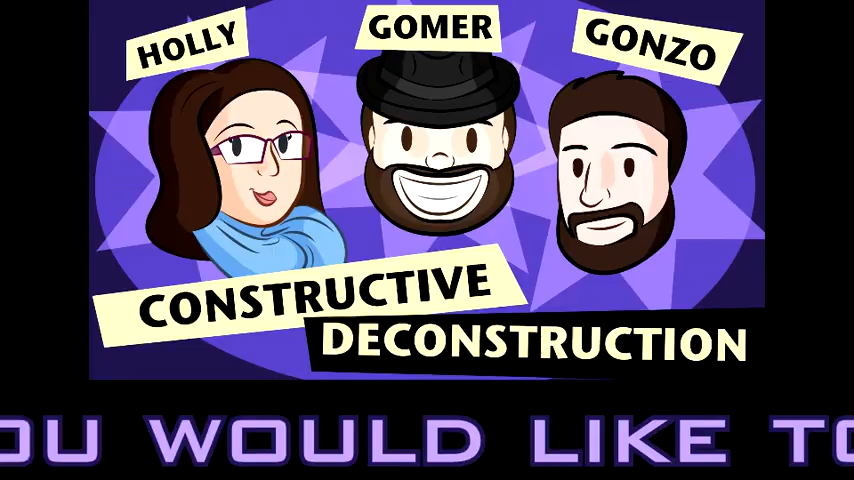 HOLLY
GOMER
GONZO
CONSTRUCTIVE
DECONSTRUCTION
OU WOULD LIKE TO